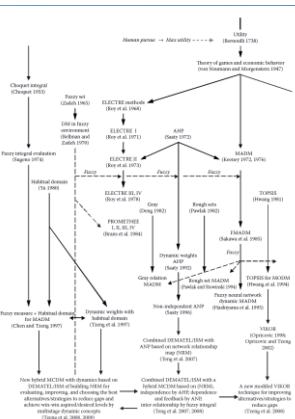 Human pursue → Max utility
Utility
(Bernoulli 1738)
Theory of games and economic behavior
(von Neumann and Morgenstern 1947)
Choquet integral
(Choquet 1953)
Fuzzy set
(Zadeh 1965)
ELECTRE methods
(Roy et al. 1968)
DM in fuzzy
environment
(Bellman and
Zadeh 1970)
ELECTRE I
(Roy et al. 1971)
ANP
(Saaty 1972)
ELECTRE II
(Roy et al. 1973)
MADM
(Keeney 1972, 1976)
Fuzzy integral evaluation
(Sugeno 1974)
Fuzzy
Fuzzy
Fuzzy
Habitual domain
(Yu 1980)
ELECTRE III, IV
(Roy et al. 1978)
Gray
(Deng 1982)
Rough sets
(Pawlak 1982)
TOPSIS
(Hwang 1981)
PROMETHEE
I, II, III, IV
(Brans et al. 1984)
FMADM
(Sakawa et al. 1985)
Fuzzy
Dynamic weights
AHP
(Saaty 1992)
Gray relation
MADM
Rough set MADM
(Pawlak and Slowinski 1994)
TOPSIS for MODM
(Hwang et al. 1994)
Fuzzy neural network
dynamic MADM
(Hashiyama et al. 1995)
Fuzzy measure + Habitual domain
for MADM
(Chen and Tzeng 1997)
Dynamic weights with
habitual domain
(Tzeng et al. 1997)
Non-independent ANP
(Saaty 1996)
Combined DEMATEL/ISM with
ANP based on network relationship
map (NRM)
(Tzeng et al. 2007)
VIKOR
(Opricovic 1998;
Opricovic and Tzeng
2002)
New hybrid MCDM with dynamics based on
DEMATEL/ISM of building NRM for
evaluating, improving, and choosing the best
alternatives/strategies to reduce gaps and
achieve win-win aspired/desired levels by
multistage dynamic concepts
(Tzeng et al. 2008, 2009)
Combined DEMATEL/ISM with a
hybrid MCDM based on (NRM),
independence by AHP, dependence
and feedback by ANP,
inter-relationship by fuzzy integral
(Tzeng et al. 2007, 2008)
A new modified VIKOR
technique for improving
alternatives/strategies to
reduce gaps